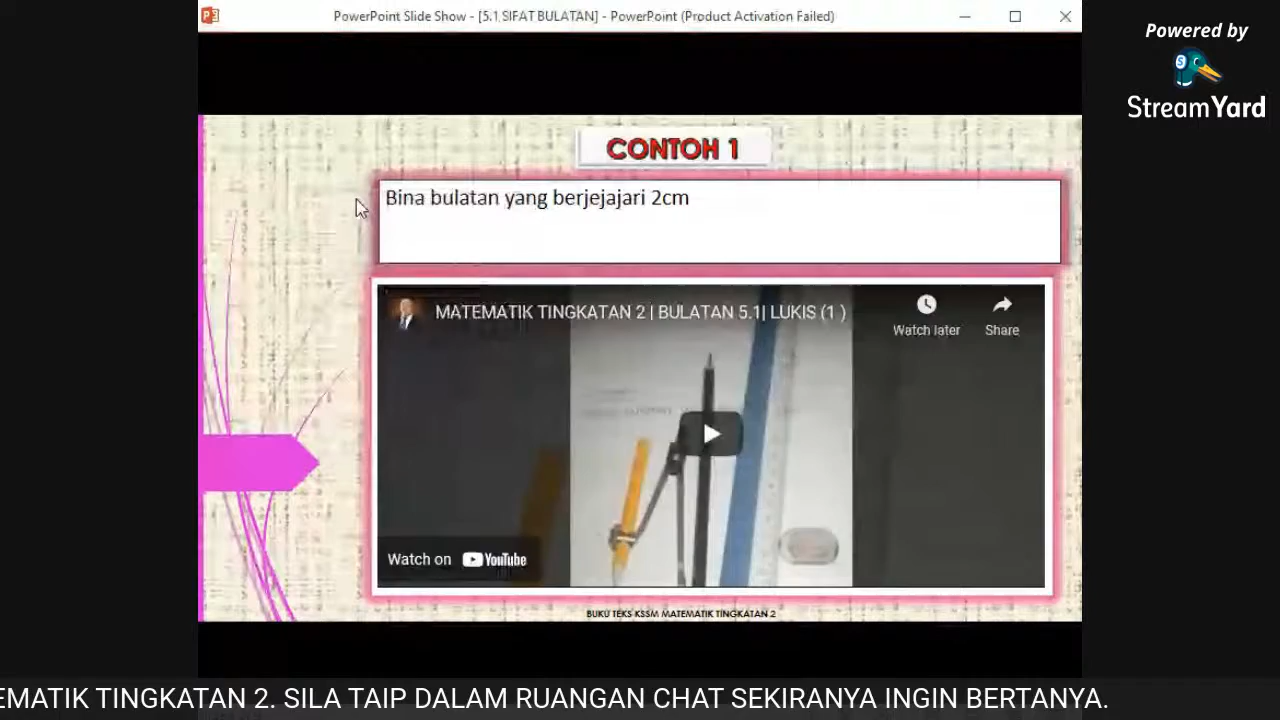 PowerPoint Slide Show - [5.1 SIFAT BULATAN] - PowerPoint (Product Activation Failed)
Powered by
StreamYard
CONTOH 1
Bina bulatan yang berjejajari 2cm
MATEMATIK TINGKATAN 2 | BULATAN 5.1| LUKIS (1 )
Watch later
Share
Watch on YouTube
BUKU TEKS KSSM MATEMATIK TINGKATAN 2
EMATIK TINGKATAN 2. SILA TAIP DALAM RUANGAN CHAT SEKIRANYA INGIN BERTANYA.